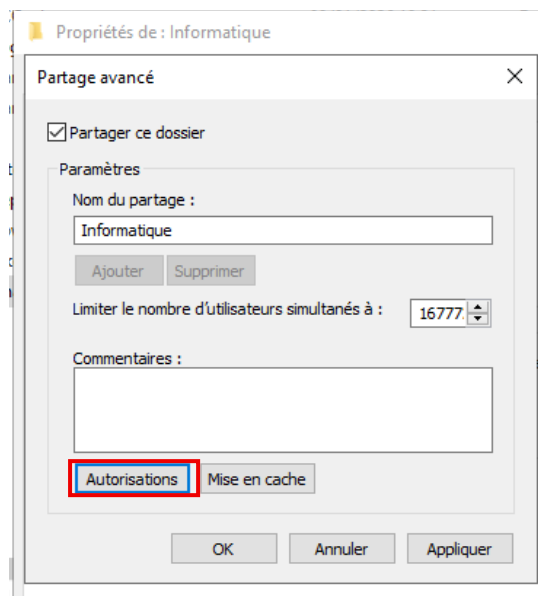 Propriétés de : Informatique
Partage avancé
Partager ce dossier
Paramètres
Nom du partage :
Informatique
Ajouter Supprimer
Limiter le nombre d'utilisateurs simultanés à : 16777
Commentaires :
Autorisations Mise en cache
OK Annuler Appliquer